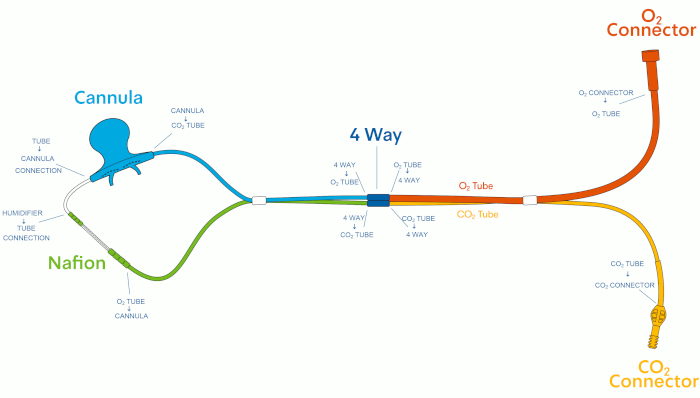 O₂
Connector
Cannula
CANNULA
↓
CO₂ TUBE
TUBE
↓
CANNULA
CONNECTION
HUMIDIFIER
↓
TUBE
CONNECTION
Nafion
O₂ TUBE
↓
CANNULA
4 Way
4 WAY
↓
O₂ TUBE
O₂ TUBE
↓
4 WAY
4 WAY
↓
CO₂ TUBE
CO₂ TUBE
↓
4 WAY
O₂ Tube
CO₂ Tube
O₂ CONNECTOR
↓
O₂ TUBE
CO₂ TUBE
↓
CO₂ CONNECTOR
CO₂
Connector